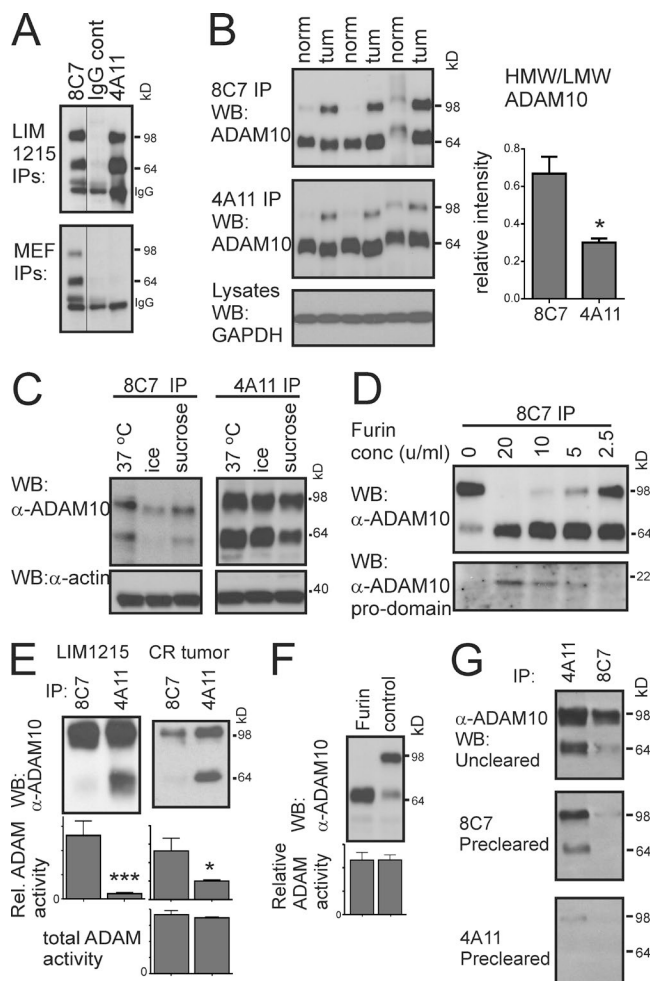 A
8C7
IgG cont
4A11
kD
LIM
1215
IPs:
98
64
IgG
MEF
IPs:
98
64
IgG
B
norm
tum
norm
tum
norm
tum
kD
8C7 IP
WB:
ADAM10
98
64
4A11 IP
WB:
ADAM10
98
64
Lysates
WB:
GAPDH
HMW/LMW
ADAM10
relative intensity
0.8
0.6
0.4
0.2
0.0
*
8C7
4A11
C
8C7 IP
4A11 IP
37 °C
ice
sucrose
37 °C
ice
sucrose
kD
WB:
α-ADAM10
98
64
WB:α-actin
40
D
8C7 IP
Furin
conc (u/ml)
0
20
10
5
2.5
kD
WB:
α-ADAM10
98
64
WB:
α-ADAM10
pro-domain
22
E
LIM1215
CR tumor
IP:
8C7
4A11
8C7
4A11
kD
WB:
α-ADAM10
98
64
Rel. ADAM
activity
***
*
total ADAM
activity
F
Furin
control
kD
WB: α-ADAM10
98
64
Relative
ADAM
activity
G
IP:
4A11
8C7
kD
α-ADAM10
WB:
Uncleared
98
64
8C7
Precleared
98
64
4A11
Precleared
98
64